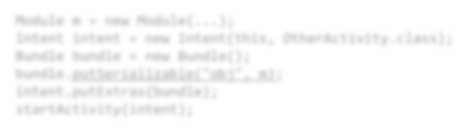 Module m = new Module(...);
Intent intent = new Intent(this, OtherActivity.class);
Bundle bundle = new Bundle();
bundle.putSerializable("obj", m);
intent.putExtras(bundle);
startActivity(intent);